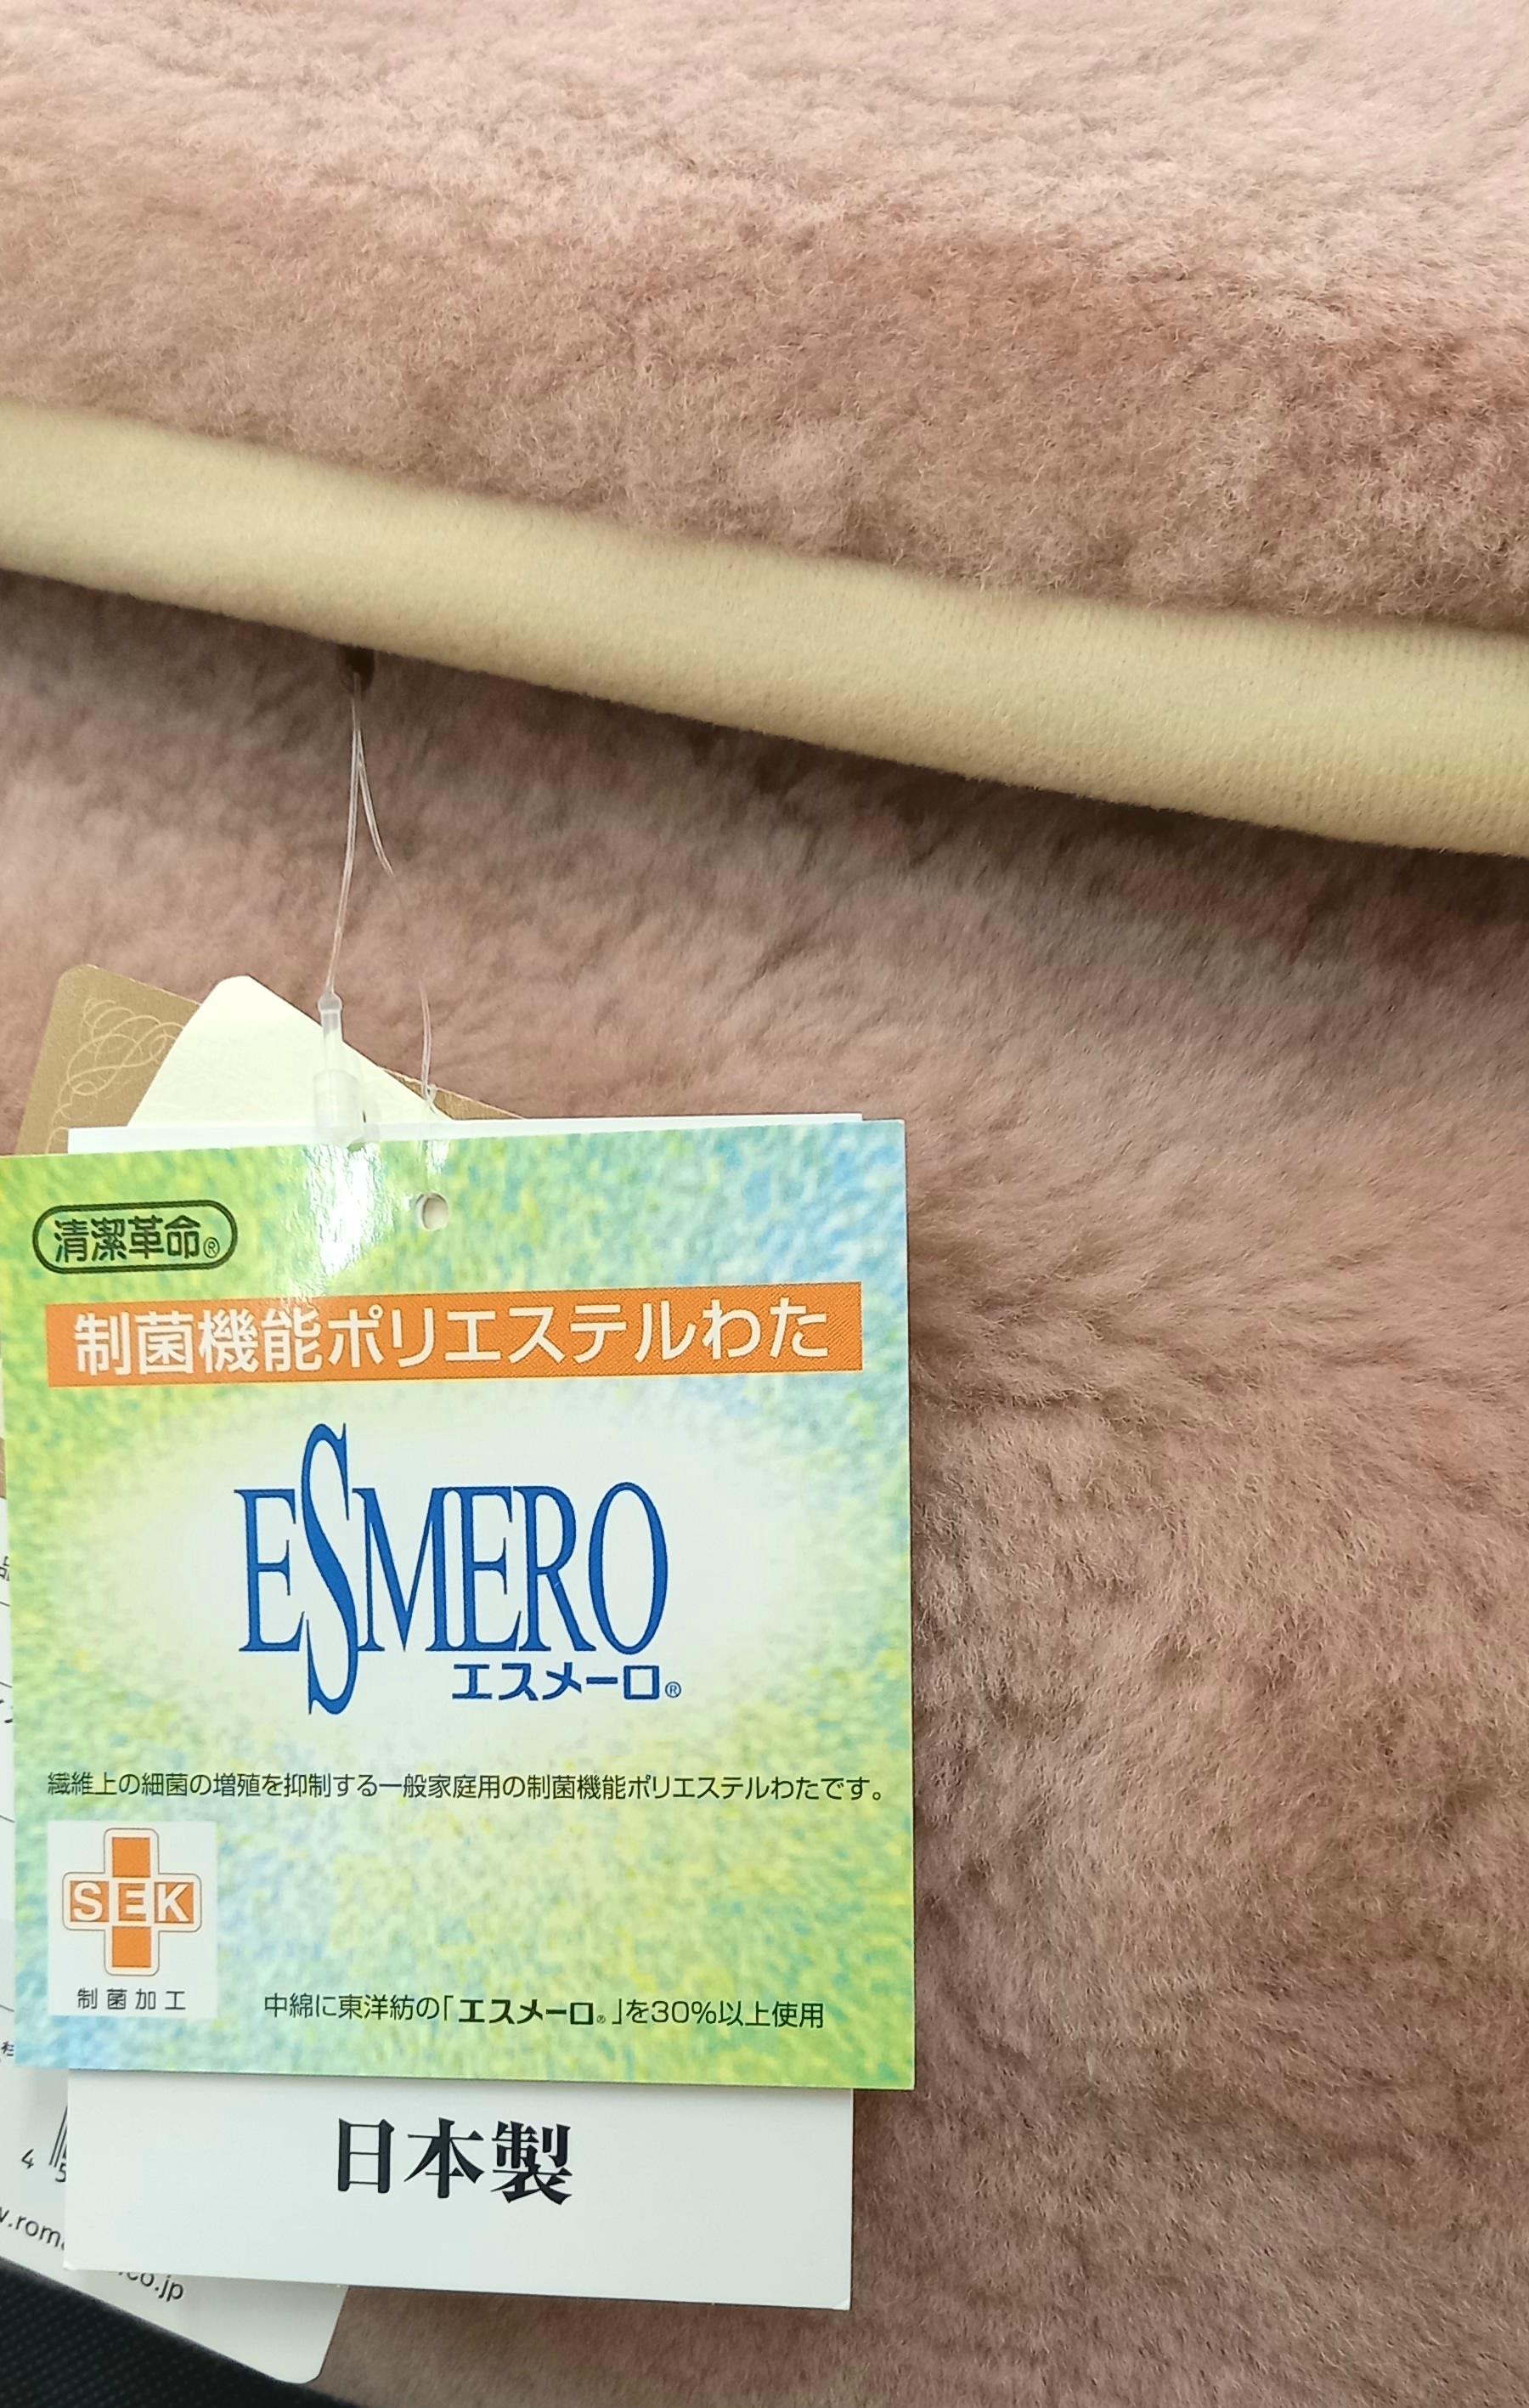 清潔革命®
制菌機能ポリエステルわた
ESMERO
エスメーロ®
繊維上の細菌の増殖を抑制する一般家庭用の制菌機能ポリエステルわたです。
SEK
制菌加工
中綿に東洋紡の「エスメーロ®」を30%以上使用
日本製
4 5
.co.jp